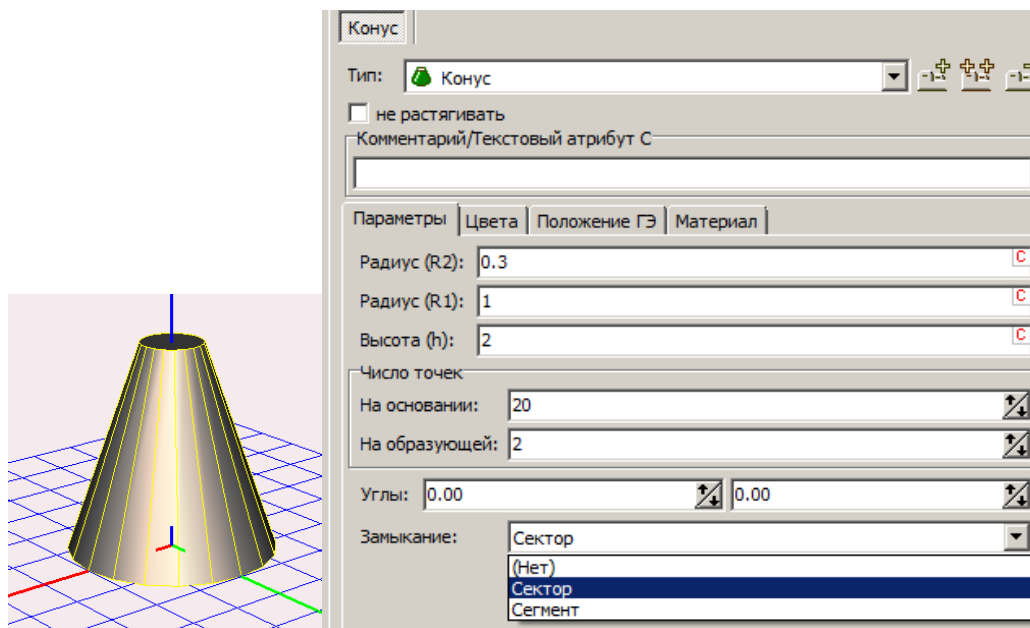 Конус
Тип: Конус
не растягивать
Комментарий/Текстовый атрибут С
Параметры Цвета Положение ГЭ Материал
Радиус (R2): 0.3 С
Радиус (R1): 1 С
Высота (h): 2 С
Число точек
На основании: 20
На образующей: 2
Углы: 0.00 0.00
Замыкание: Сектор
(Нет)
Сектор
Сегмент